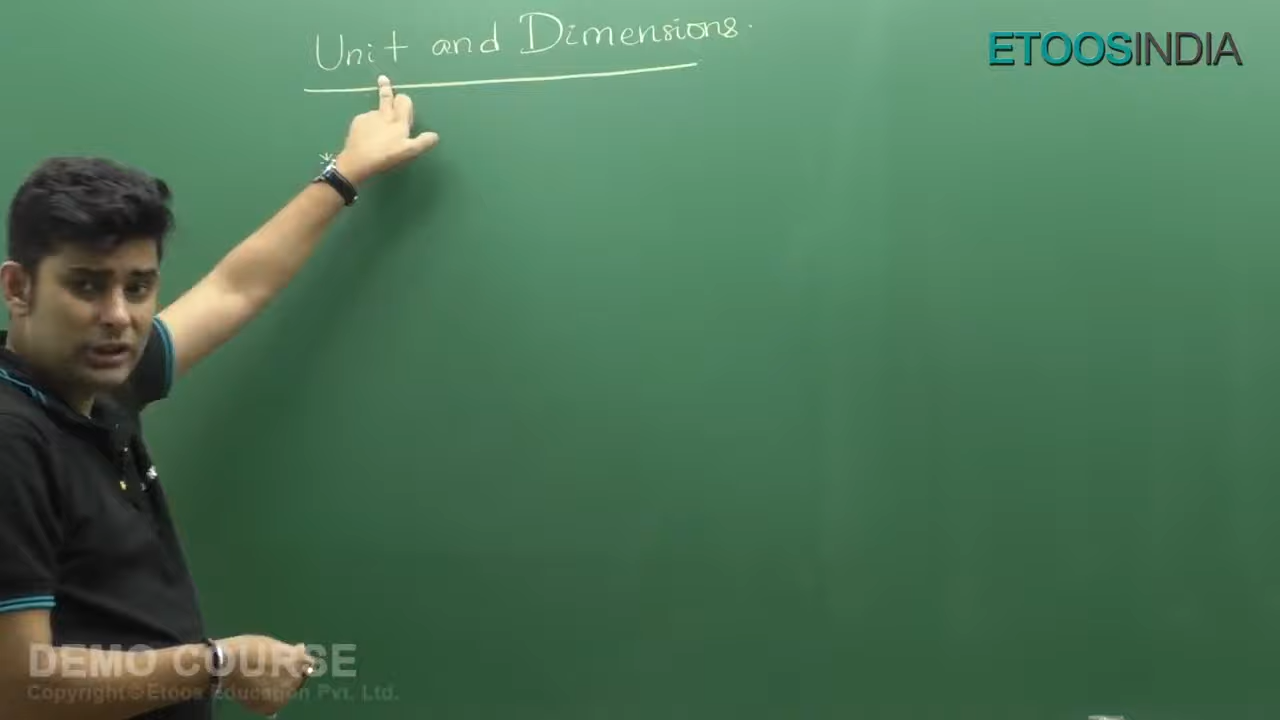 Unit and Dimensions.
ETOOSINDIA
DEMO COURSE
Copyright © Etoos Education Pvt. Ltd.